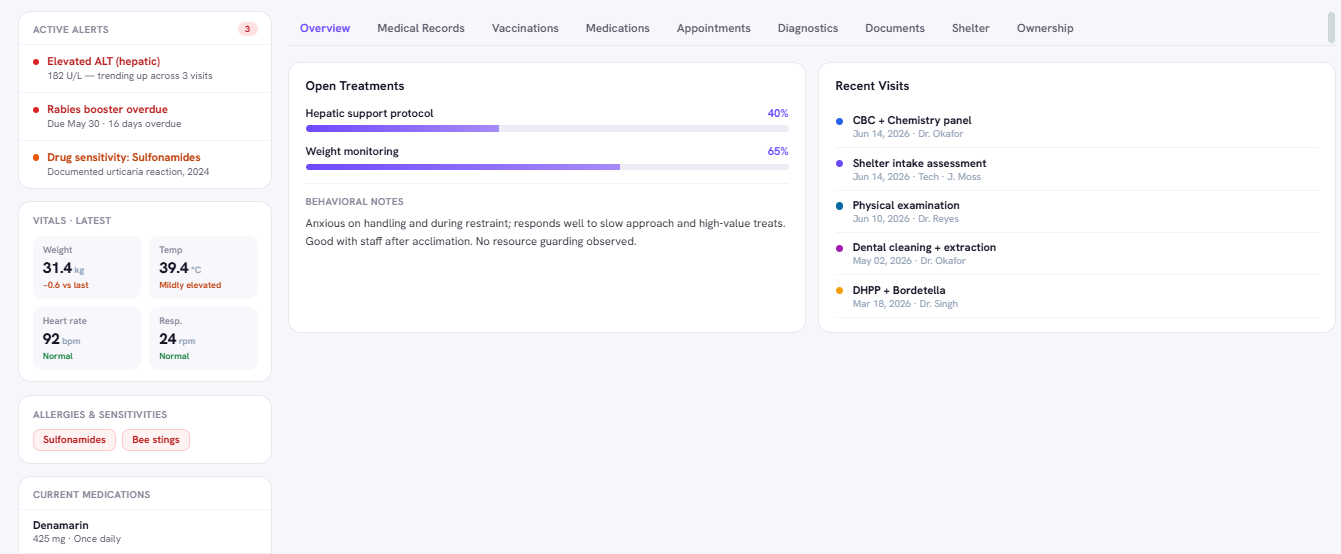 ACTIVE ALERTS
3
Elevated ALT (hepatic)
182 U/L — trending up across 3 visits
Rabies booster overdue
Due May 30 · 16 days overdue
Drug sensitivity: Sulfonamides
Documented urticaria reaction, 2024
VITALS · LATEST
Weight
31.4 kg
−0.6 vs last
Temp
39.4 °C
Mildly elevated
Heart rate
92 bpm
Normal
Resp.
24 rpm
Normal
ALLERGIES & SENSITIVITIES
Sulfonamides
Bee stings
CURRENT MEDICATIONS
Denamarin
425 mg · Once daily
Overview
Medical Records
Vaccinations
Medications
Appointments
Diagnostics
Documents
Shelter
Ownership
Open Treatments
Hepatic support protocol
40%
Weight monitoring
65%
BEHAVIORAL NOTES
Anxious on handling and during restraint; responds well to slow approach and high-value treats.
Good with staff after acclimation. No resource guarding observed.
Recent Visits
CBC + Chemistry panel
Jun 14, 2026 · Dr. Okafor
Shelter intake assessment
Jun 14, 2026 · Tech · J. Moss
Physical examination
Jun 10, 2026 · Dr. Reyes
Dental cleaning + extraction
May 02, 2026 · Dr. Okafor
DHPP + Bordetella
Mar 18, 2026 · Dr. Singh